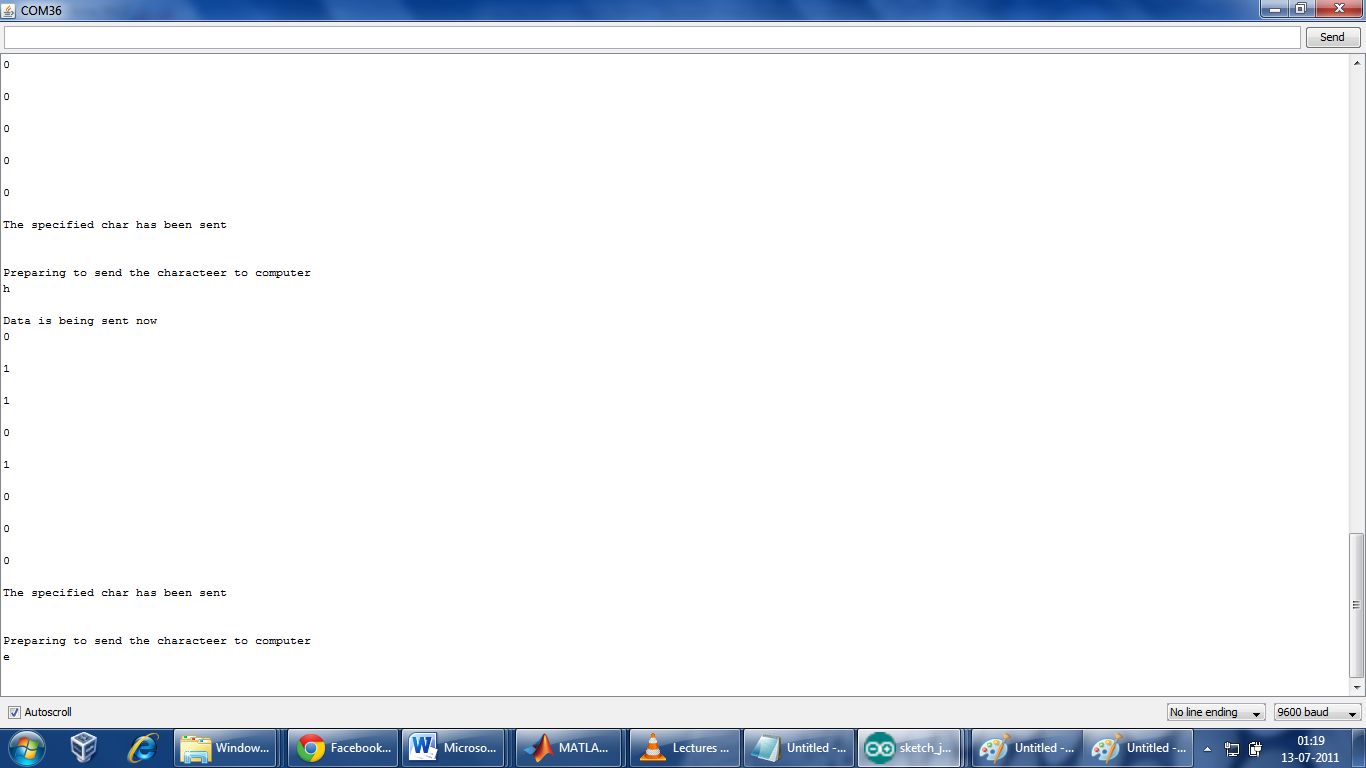 COM36
Send
0
0
0
0
0
The specified char has been sent
Preparing to send the characteer to computer
h
Data is being sent now
0
1
1
0
1
0
0
0
The specified char has been sent
Preparing to send the characteer to computer
e
Autoscroll
No line ending
9600 baud
Window...
Facebook...
Microso...
MATLA...
Lectures ...
Untitled -...
sketch_j...
Untitled -...
Untitled -...
01:19
13-07-2011